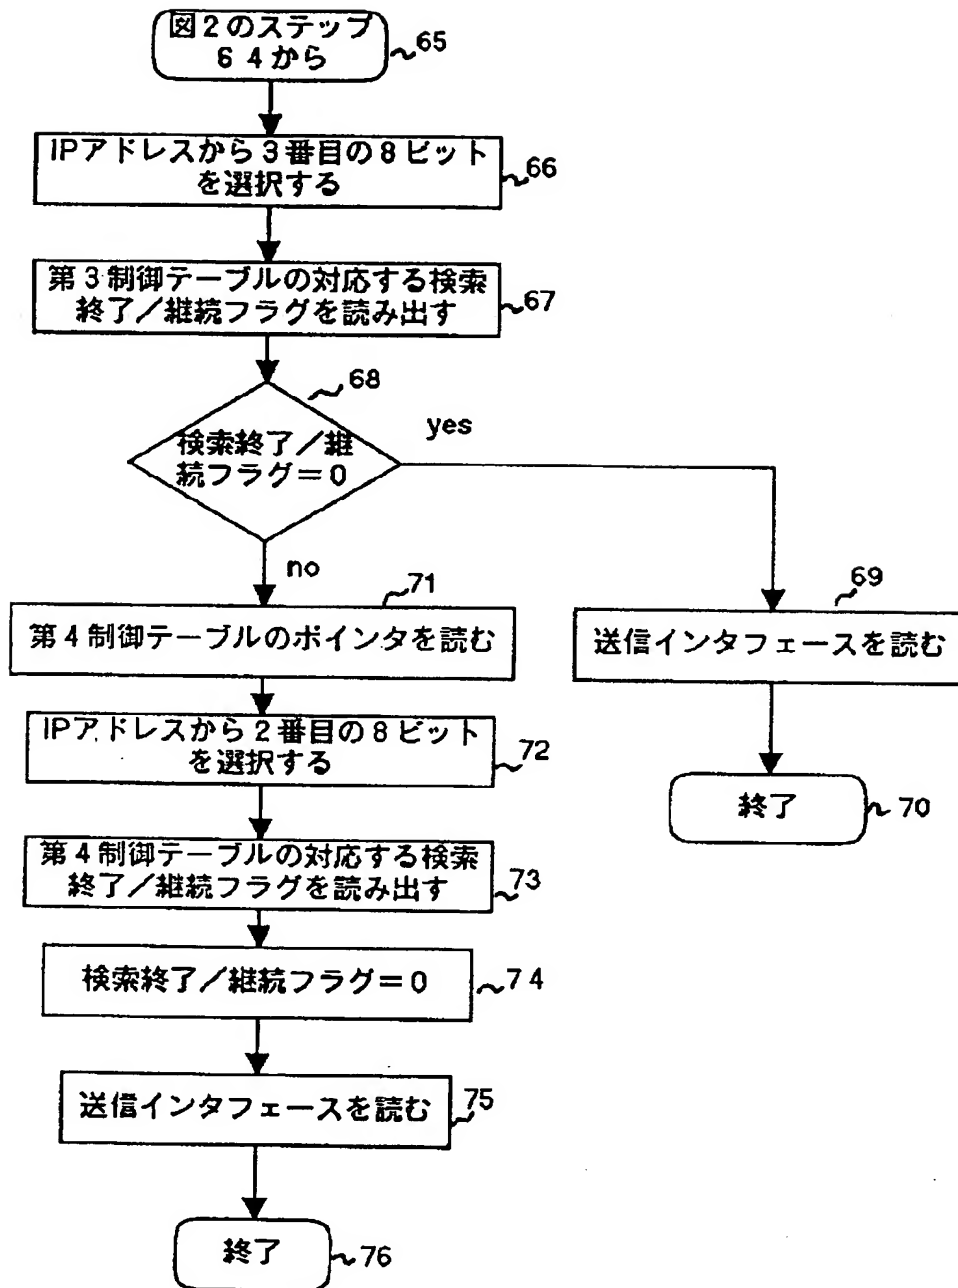 図2のステップ
64から
65
IPアドレスから3番目の8ビット
を選択する
66
第3制御テーブルの対応する検索
終了/継続フラグを読み出す
67
68
検索終了/継
続フラグ=0
yes
no
71
第4制御テーブルのポインタを読む
69
送信インタフェースを読む
IPアドレスから2番目の8ビット
を選択する
72
終了
70
第4制御テーブルの対応する検索
終了/継続フラグを読み出す
73
検索終了/継続フラグ=0
74
送信インタフェースを読む
75
終了
76